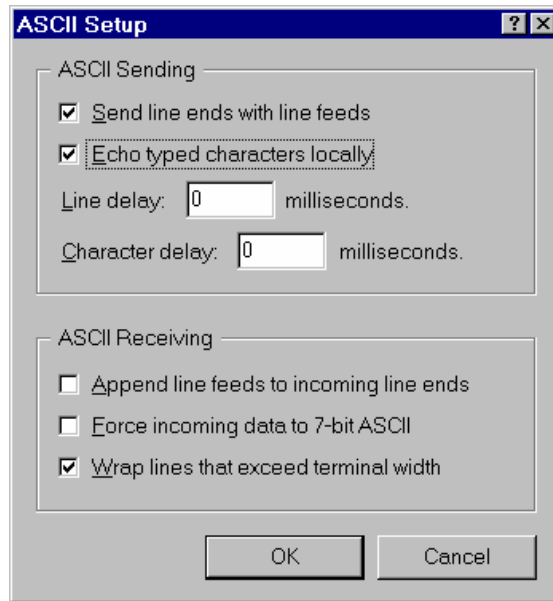 ASCII Setup
?
ASCII Sending
Send line ends with line feeds
Echo typed characters locally
Line delay: 0 milliseconds.
Character delay: 0 milliseconds.
ASCII Receiving
Append line feeds to incoming line ends
Force incoming data to 7-bit ASCII
Wrap lines that exceed terminal width
OK Cancel